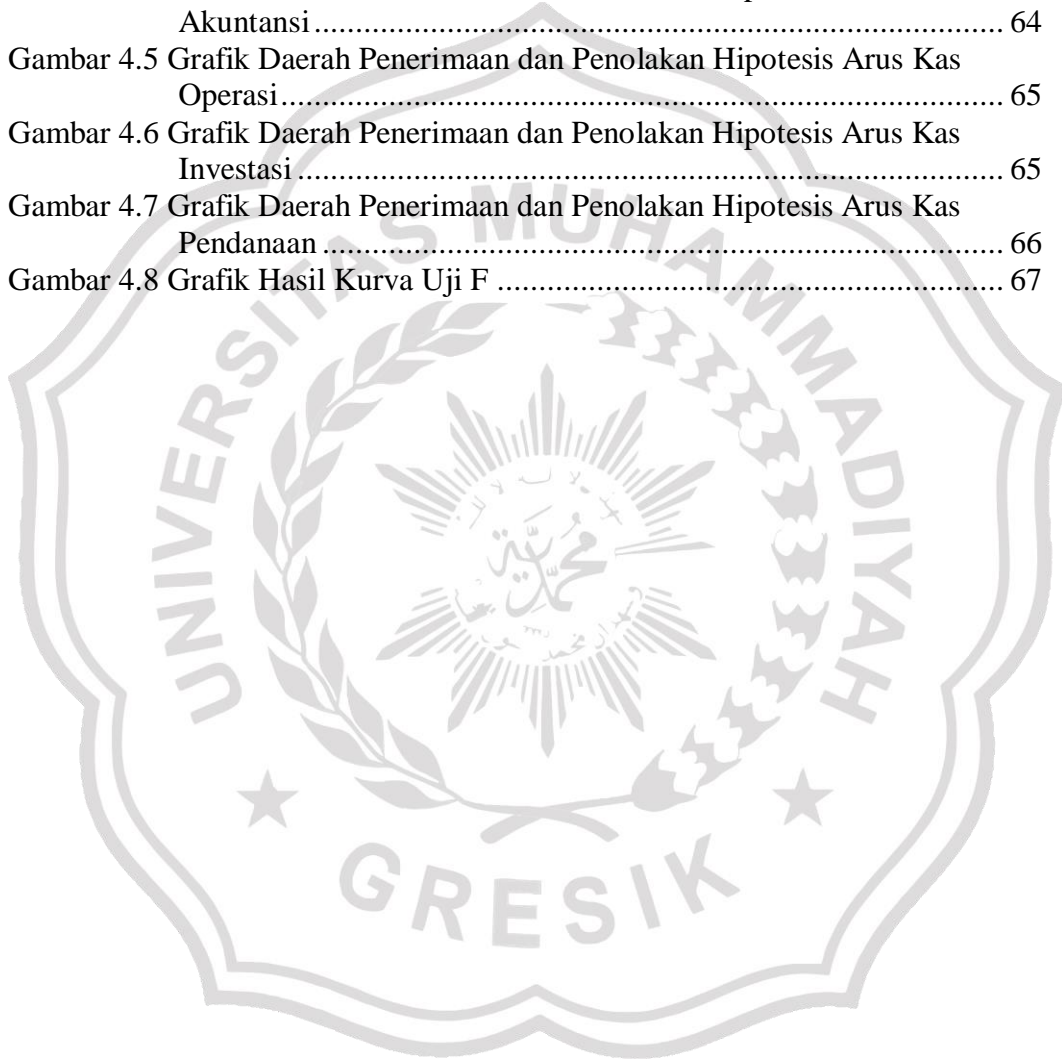 Akuntansi ..................................................................................... 64
Gambar 4.5 Grafik Daerah Penerimaan dan Penolakan Hipotesis Arus Kas
Operasi ......................................................................................... 65
Gambar 4.6 Grafik Daerah Penerimaan dan Penolakan Hipotesis Arus Kas
Investasi ....................................................................................... 65
Gambar 4.7 Grafik Daerah Penerimaan dan Penolakan Hipotesis Arus Kas
Pendanaan .................................................................................... 66
Gambar 4.8 Grafik Hasil Kurva Uji F .............................................................. 67
UNIVERSITAS MUHAMMADIYAH
GRESIK